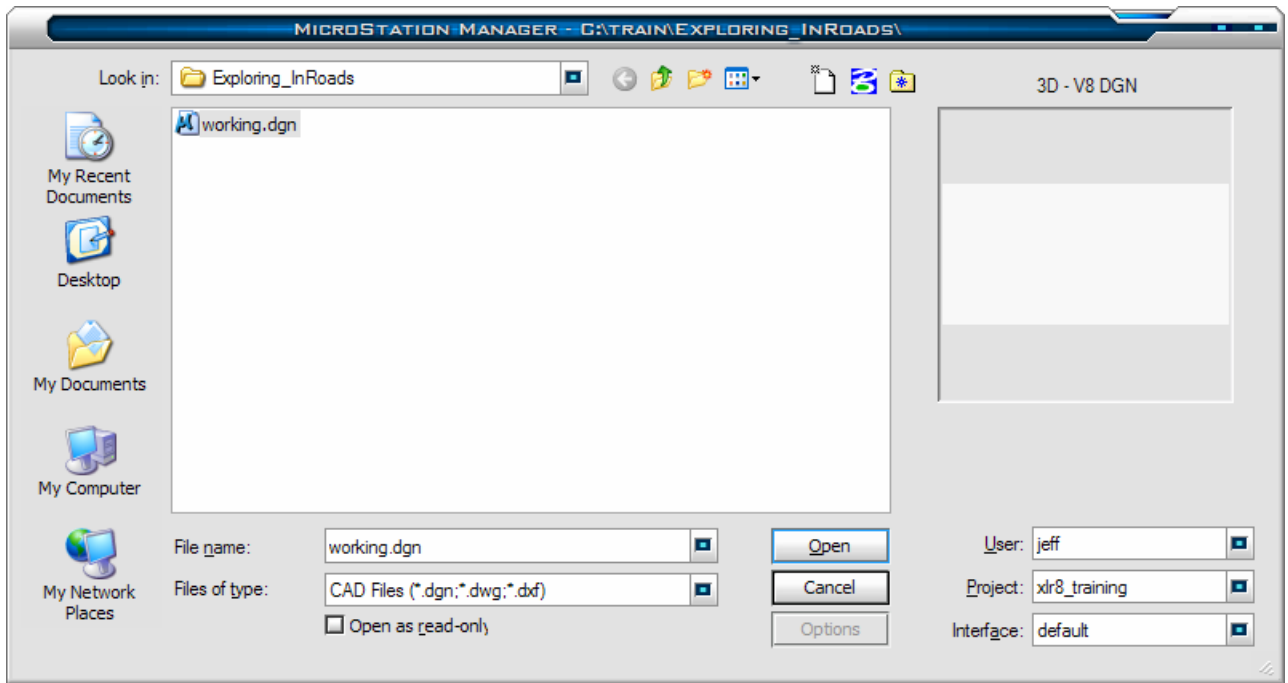 MicroStation Manager - C:\TRAIN\Exploring_InRoads\
Look in:
Exploring_InRoads
3D - V8 DGN
working.dgn
My Recent
Documents
Desktop
My Documents
My Computer
My Network
Places
File name:
working.dgn
Open
User:
jeff
Files of type:
CAD Files (*.dgn;*.dwg;*.dxf)
Cancel
Project:
xlr8_training
Open as read-only
Options
Interface:
default